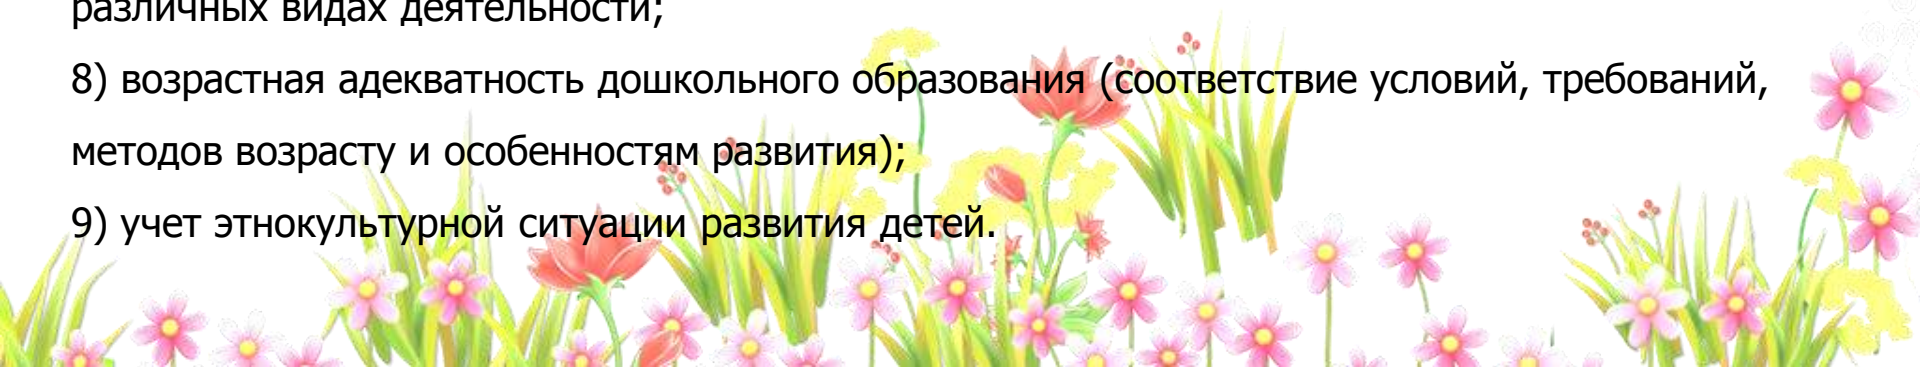 различных видах деятельности;
8) возрастная адекватность дошкольного образования (соответствие условий, требований,
методов возрасту и особенностям развития);
9) учет этнокультурной ситуации развития детей.